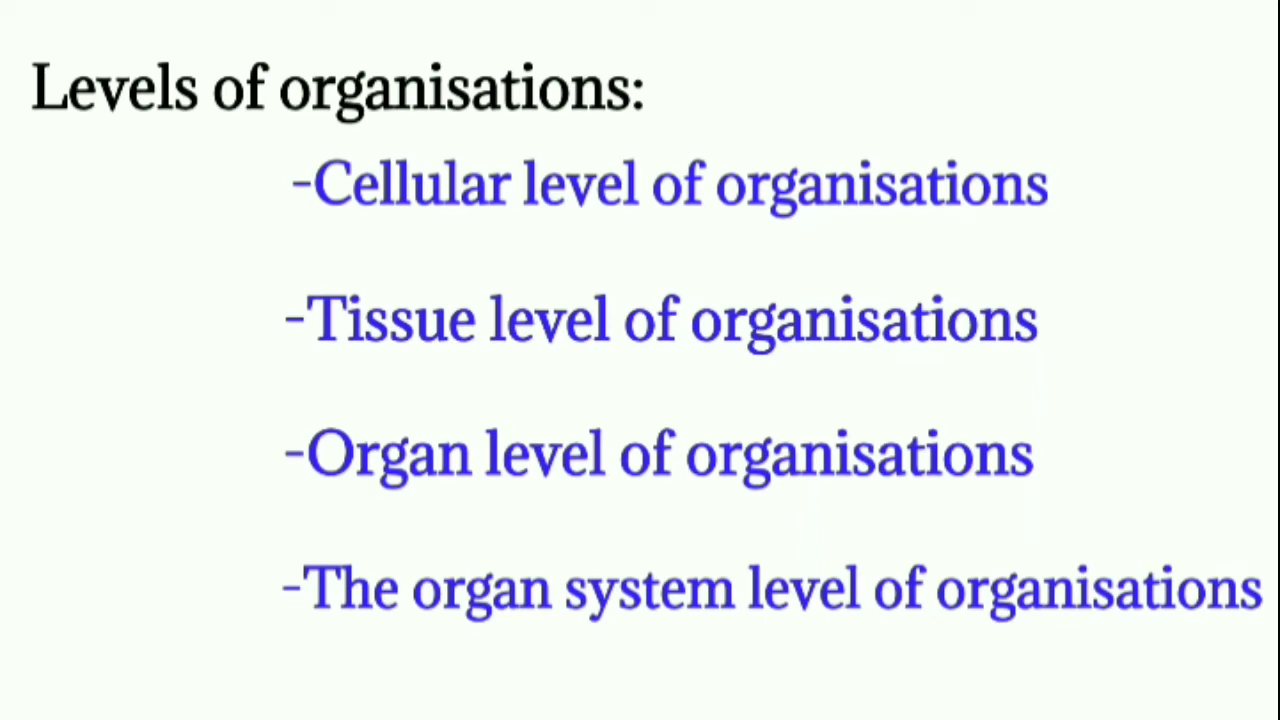 Levels of organisations:
-Cellular level of organisations
-Tissue level of organisations
-Organ level of organisations
-The organ system level of organisations